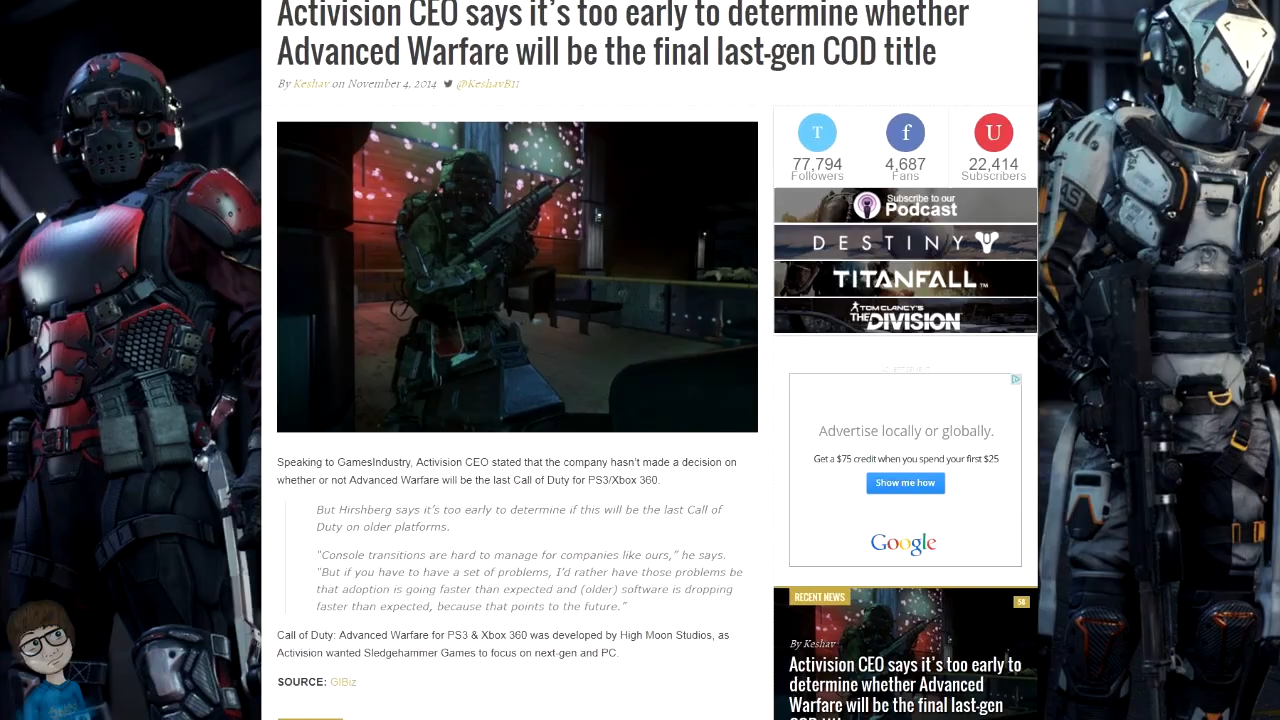 Activision CEO says it's too early to determine whether
Advanced Warfare will be the final last-gen COD title
By Keshav on November 4, 2014 @KeshavB11
T
f
U
77,794
4,687
22,414
Followers
Fans
Subscribers
Subscribe to our
Podcast
DESTINY
TITANFALL™
TOM CLANCY'S
THE DIVISION
Advertise locally or globally.
Get a $75 credit when you spend your first $25
Show me how
Google
Speaking to GamesIndustry, Activision CEO stated that the company hasn't made a decision on
whether or not Advanced Warfare will be the last Call of Duty for PS3/Xbox 360.
But Hirshberg says it's too early to determine if this will be the last Call of
Duty on older platforms.
"Console transitions are hard to manage for companies like ours," he says.
"But if you have to have a set of problems, I'd rather have those problems be
that adoption is going faster than expected and (older) software is dropping
faster than expected, because that points to the future."
Call of Duty: Advanced Warfare for PS3 & Xbox 360 was developed by High Moon Studios, as
Activision wanted Sledgehammer Games to focus on next-gen and PC.
SOURCE: GIBiz
RECENT NEWS
58
By Keshav
Activision CEO says it's too early to
determine whether Advanced
Warfare will be the final last-gen